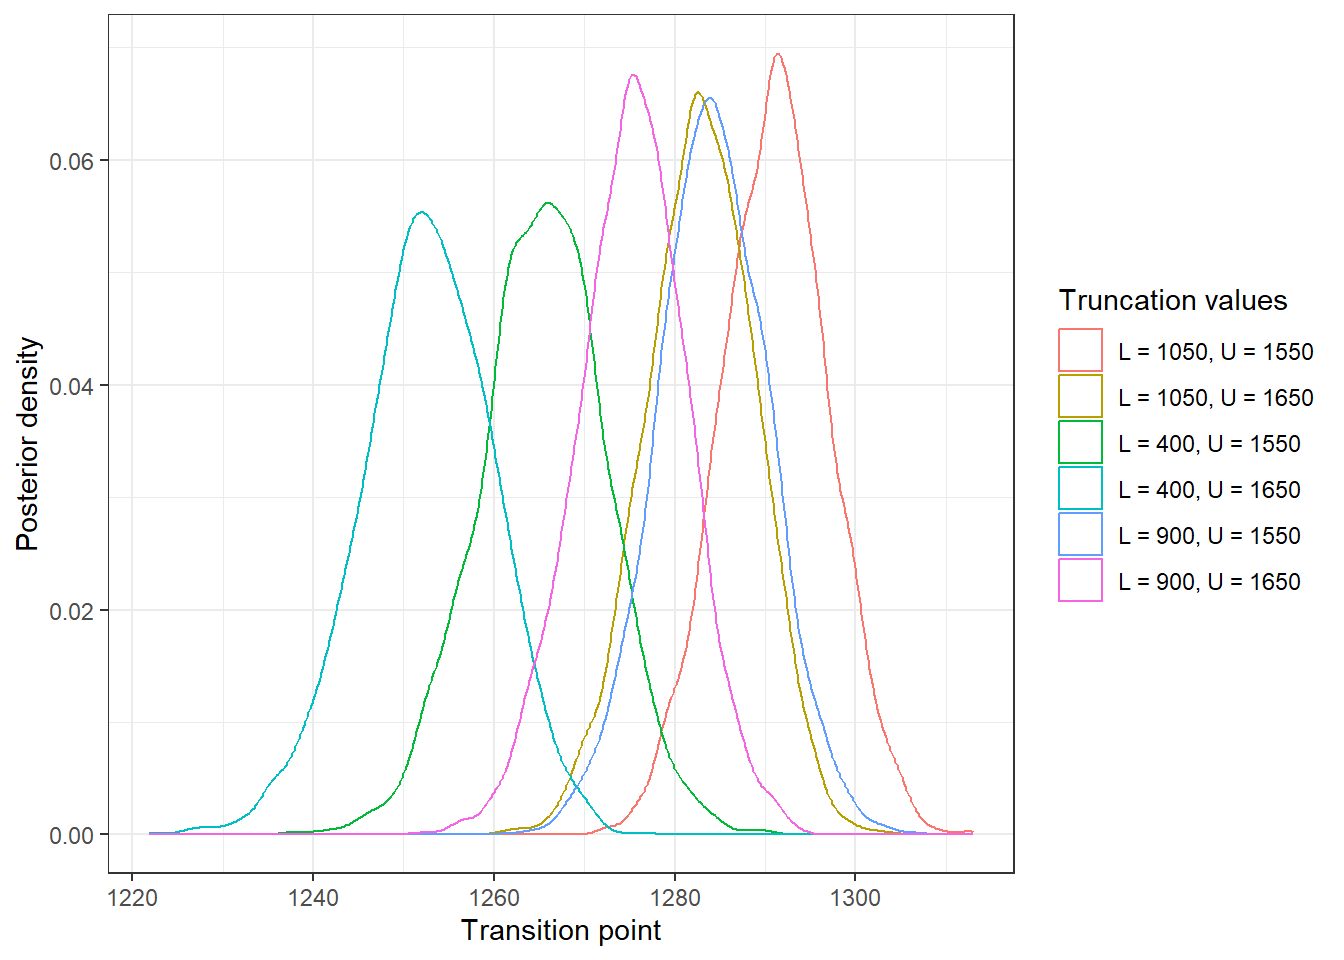 0.06
0.04
0.02
0.00
Posterior density
1220
1240
1260
1280
1300
Transition point
Truncation values
L = 1050, U = 1550
L = 1050, U = 1650
L = 400, U = 1550
L = 400, U = 1650
L = 900, U = 1550
L = 900, U = 1650